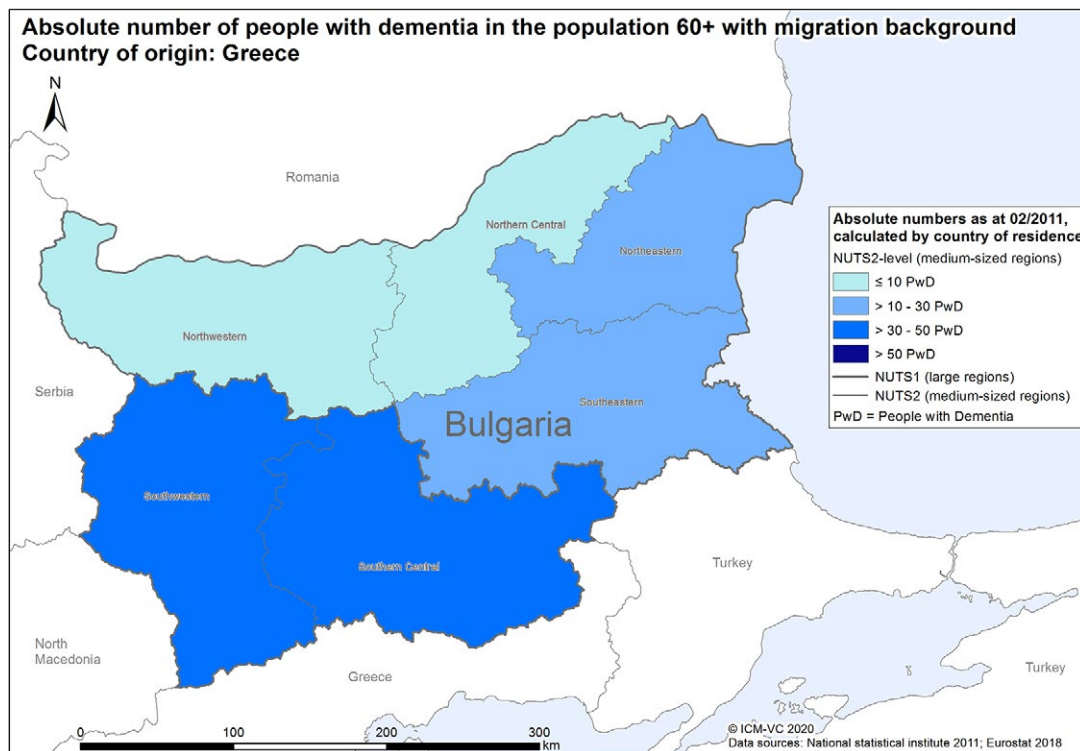 Absolute number of people with dementia in the population 60+ with migration background
Country of origin: Greece
N
Romania
Northern Central
Northeastern
Northwestern
Serbia
Southeastern
Bulgaria
Southwestern
Southern Central
Turkey
North
Macedonia
Greece
Turkey
Absolute numbers as at 02/2011,
calculated by country of residence
NUTS2-level (medium-sized regions)
≤ 10 PwD
> 10 - 30 PwD
> 30 - 50 PwD
> 50 PwD
NUTS1 (large regions)
NUTS2 (medium-sized regions)
PwD = People with Dementia
0 100 200 300
km
© ICM-VC 2020
Data sources: National statistical institute 2011; Eurostat 2018